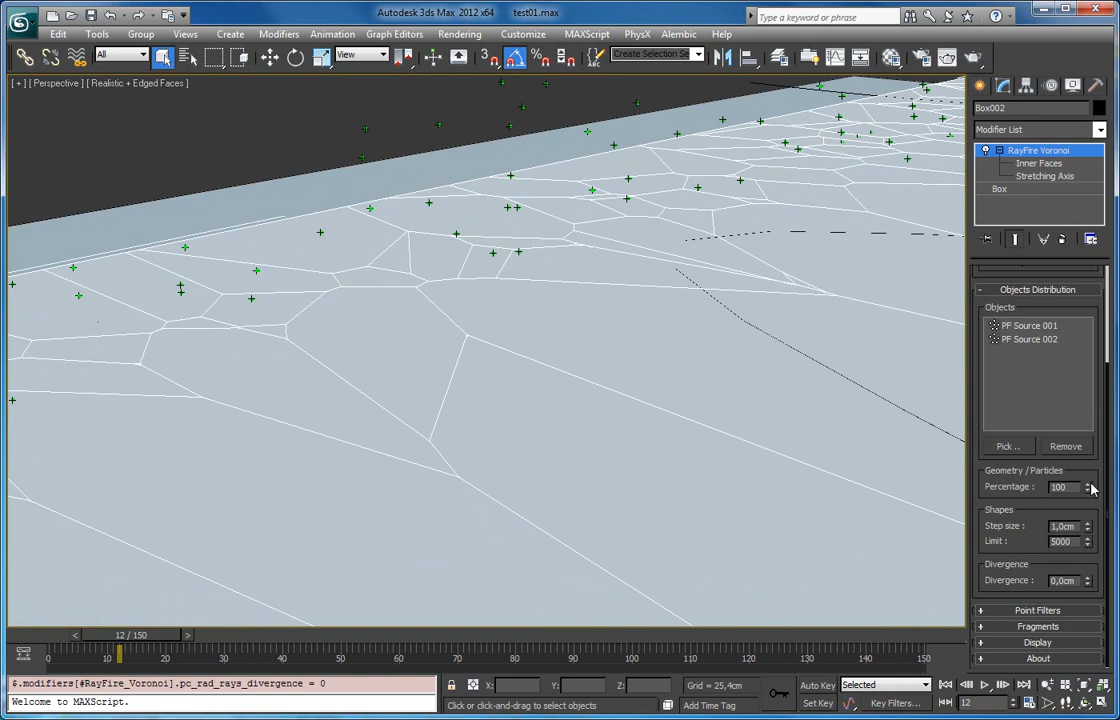 Autodesk 3ds Max 2012 x64 test01.max
Type a keyword or phrase
Edit Tools Group Views Create Modifiers Animation Graph Editors Rendering Customize MAXScript PhysX Alembic Help
All View 3 Create Selection Se
[ + ] [ Perspective ] [ Realistic + Edged Faces ]
Box002
Modifier List
RayFire Voronoi
Inner Faces
Stretching Axis
Box
Objects Distribution
Objects
PF Source 001
PF Source 002
Pick .. Remove
Geometry / Particles
Percentage : 100
Shapes
Step size : 1,0cm
Limit : 5000
Divergence
Divergence : 0,0cm
+ Point Filters
+ Fragments
+ Display
+ About
< 12 / 150 >
0 10 20 30 40 50 60 70 80 90 100 110 120 130 140 150
$.modifiers[#RayFire_Voronoi].pc_rad_rays_divergence = 0
X: Y: Z: Grid = 25,4cm Auto Key Selected
Welcome to MAXScript.
Click or click-and-drag to select objects Add Time Tag Set Key Key Filters... 12